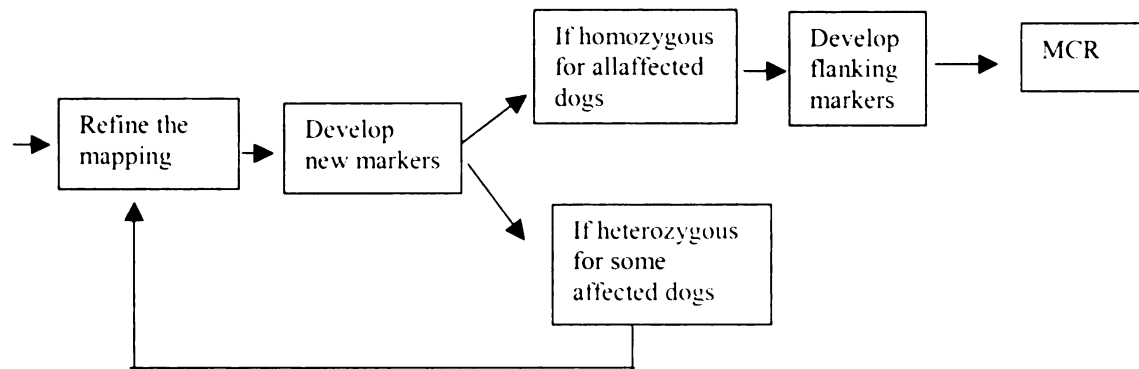 Refine the
mapping
Develop
new markers
If homozygous
for allaffected
dogs
Develop
flanking
markers
MCR
If heterozygous
for some
affected dogs